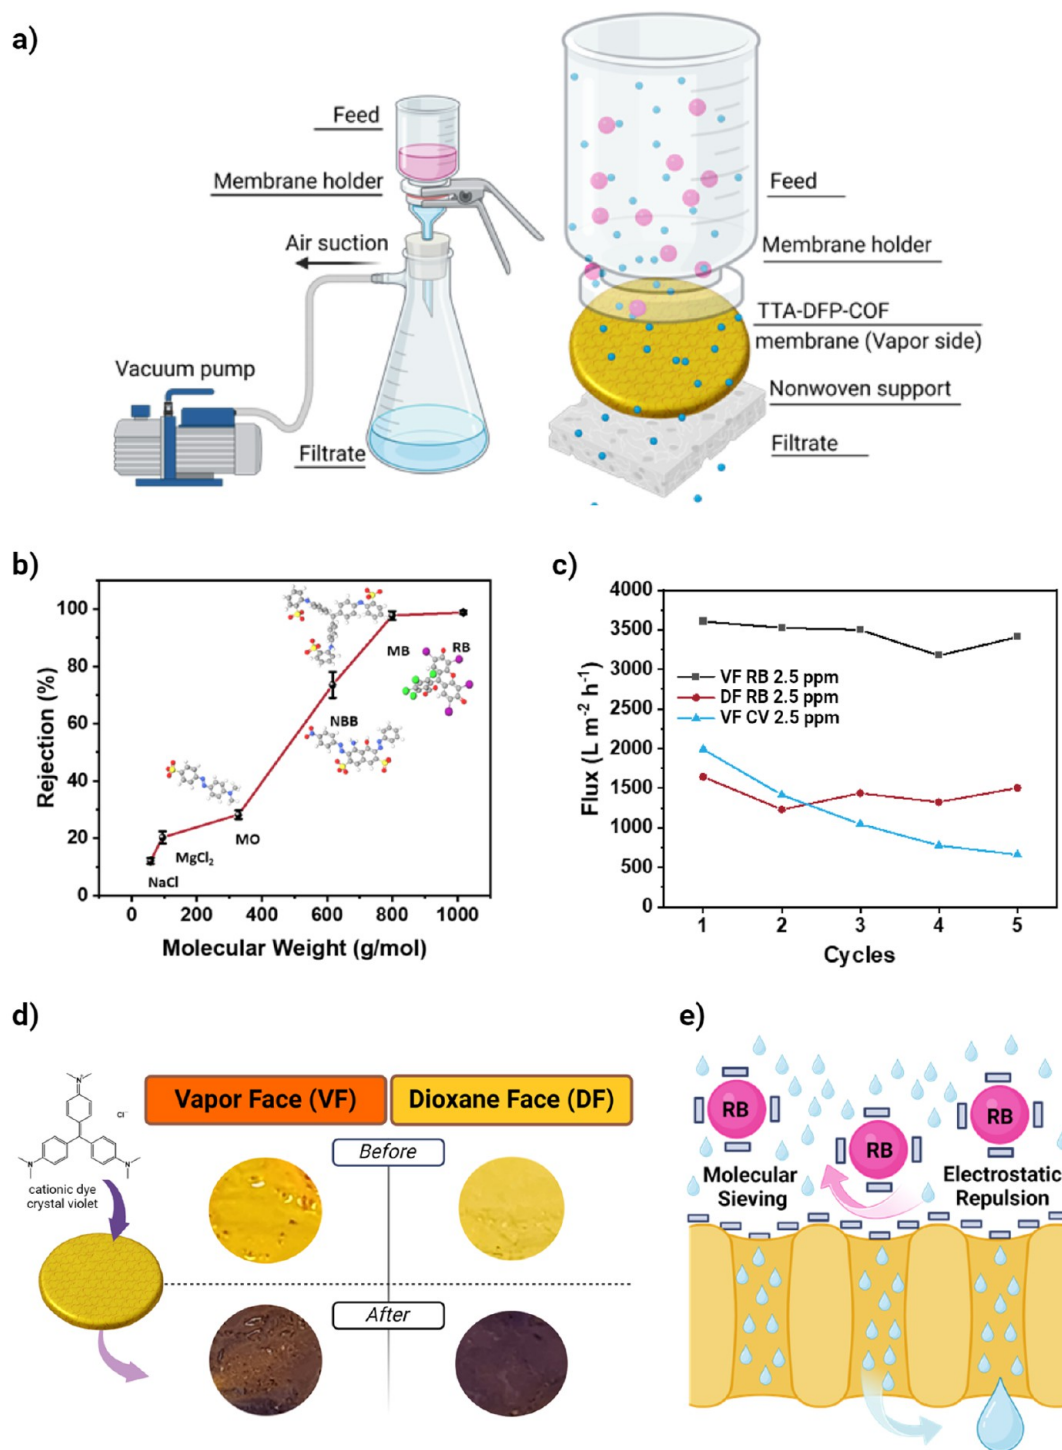 a)
Feed
Membrane holder
Air suction
Vacuum pump
Filtrate
Feed
Membrane holder
TTA-DFP-COF
membrane (Vapor side)
Nonwoven support
Filtrate
b)
Rejection (%)
100
80
60
40
20
0
NaCl
MgCl₂
MO
NBB
MB
RB
0
200
400
600
800
1000
Molecular Weight (g/mol)
c)
Flux (L m⁻² h⁻¹)
4000
3500
3000
2500
2000
1500
1000
500
0
VF RB 2.5 ppm
DF RB 2.5 ppm
VF CV 2.5 ppm
1
2
3
4
5
Cycles
d)
N⁺
Cl⁻
N
N
cationic dye
crystal violet
Vapor Face (VF)
Dioxane Face (DF)
Before
After
e)
RB
RB
RB
Molecular
Sieving
Electrostatic
Repulsion